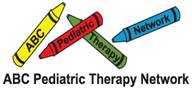 ABC
Pediatric
Therapy
Network
ABC Pediatric Therapy Network